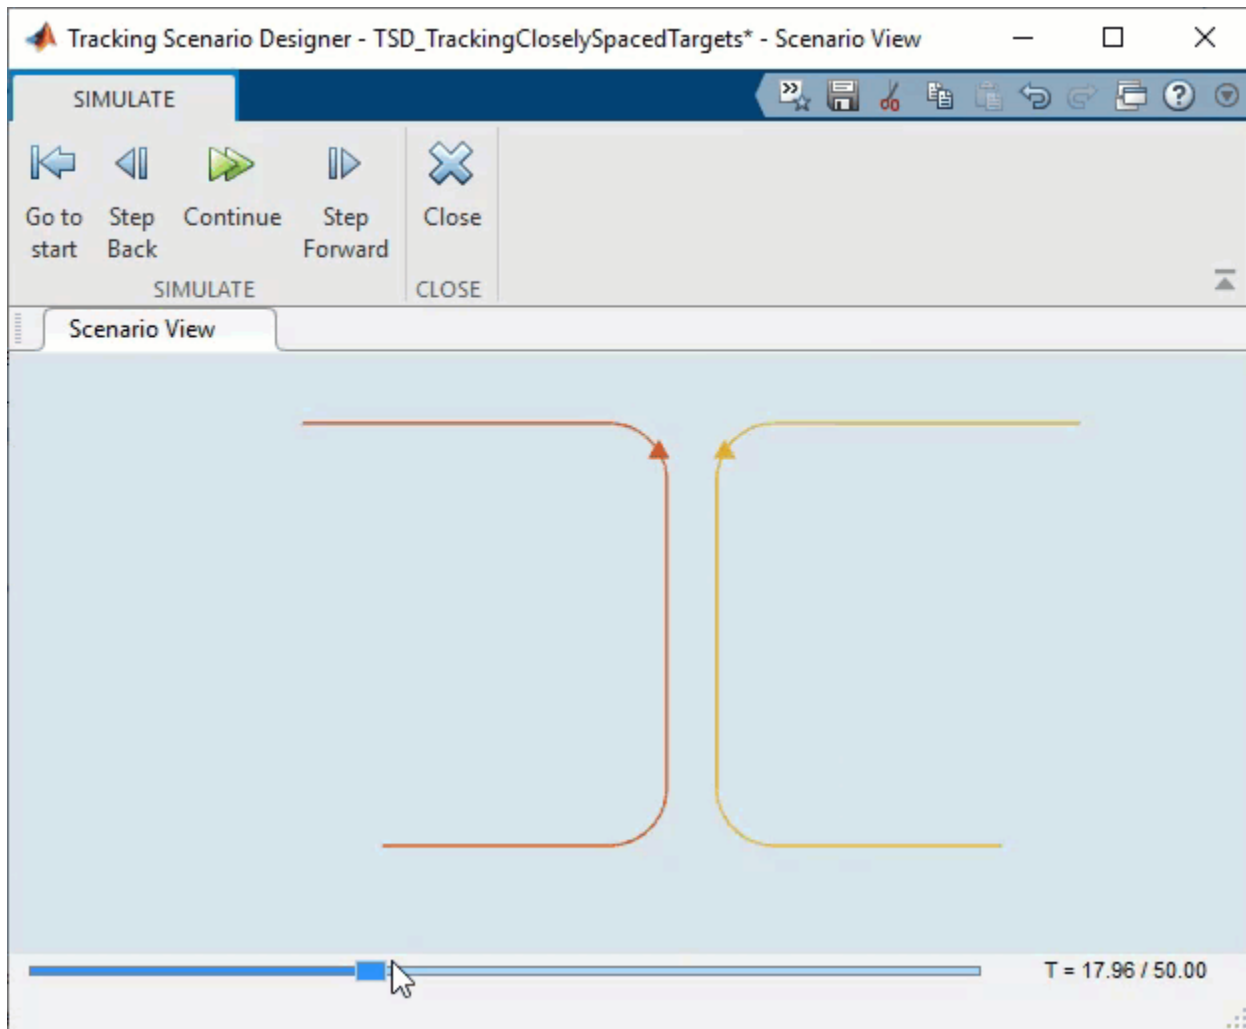 Tracking Scenario Designer - TSD_TrackingCloselySpacedTargets* - Scenario View
SIMULATE
Go to start
Step Back
Continue
Step Forward
Close
SIMULATE
CLOSE
Scenario View
T = 17.96 / 50.00